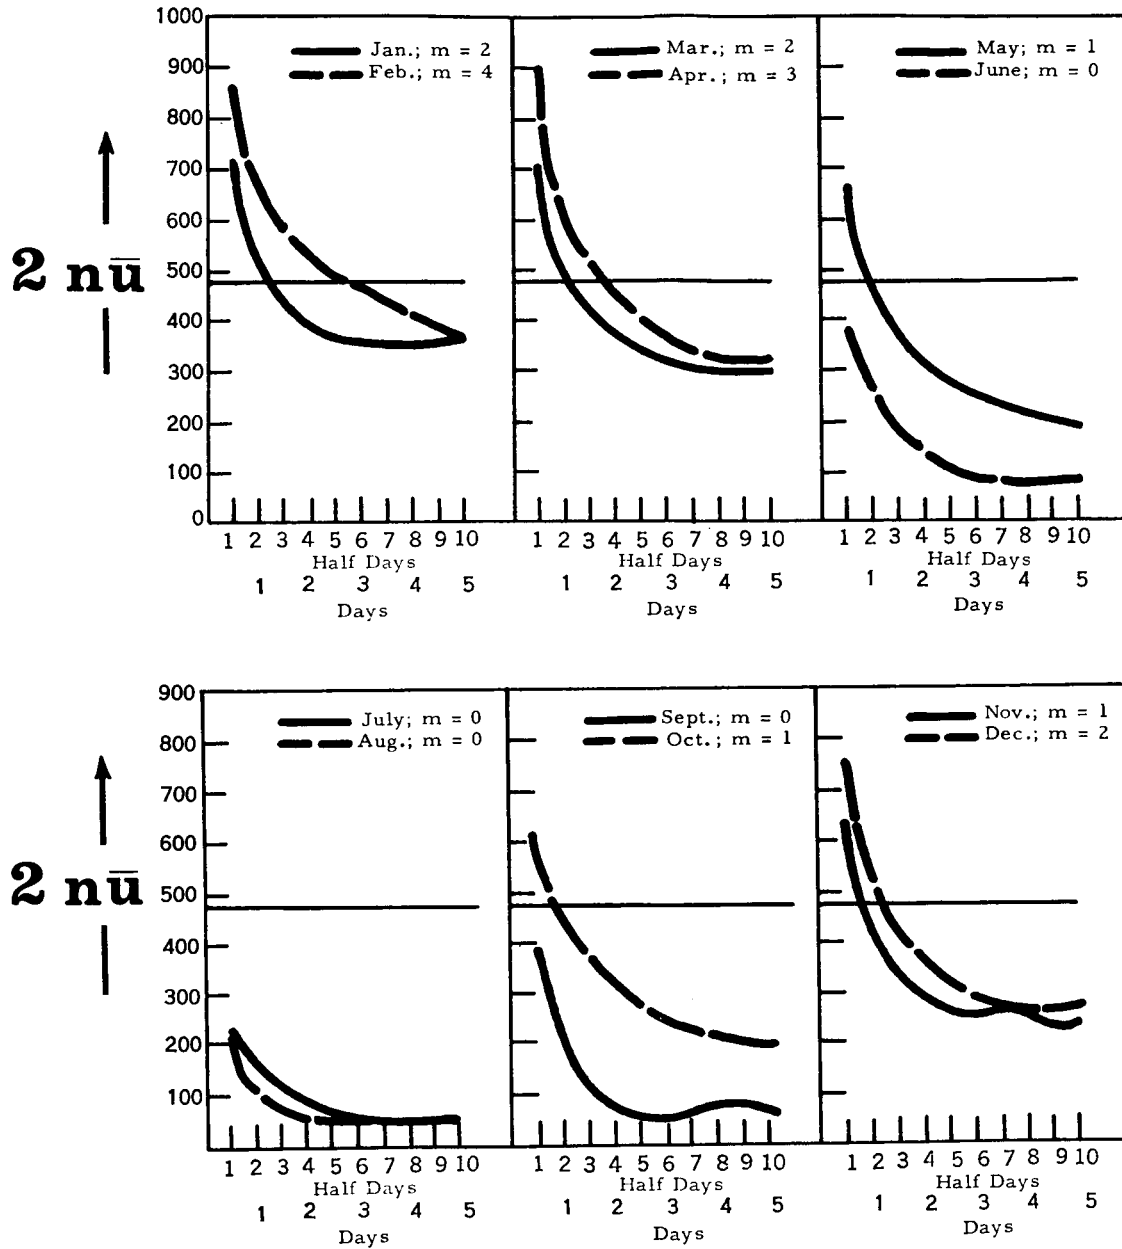 1000
900
800
700
600
500
400
300
200
100
0
2 nū
Jan.; m = 2
Feb.; m = 4
Mar.; m = 2
Apr.; m = 3
May; m = 1
June; m = 0
1 2 3 4 5 6 7 8 9 10
Half Days
1 2 3 4 5
Days
1 2 3 4 5 6 7 8 9 10
Half Days
1 2 3 4 5
Days
1 2 3 4 5 6 7 8 9 10
Half Days
1 2 3 4 5
Days
900
800
700
600
500
400
300
200
100
2 nū
July; m = 0
Aug.; m = 0
Sept.; m = 0
Oct.; m = 1
Nov.; m = 1
Dec.; m = 2
1 2 3 4 5 6 7 8 9 10
Half Days
1 2 3 4 5
Days
1 2 3 4 5 6 7 8 9 10
Half Days
1 2 3 4 5
Days
1 2 3 4 5 6 7 8 9 10
Half Days
1 2 3 4 5
Days